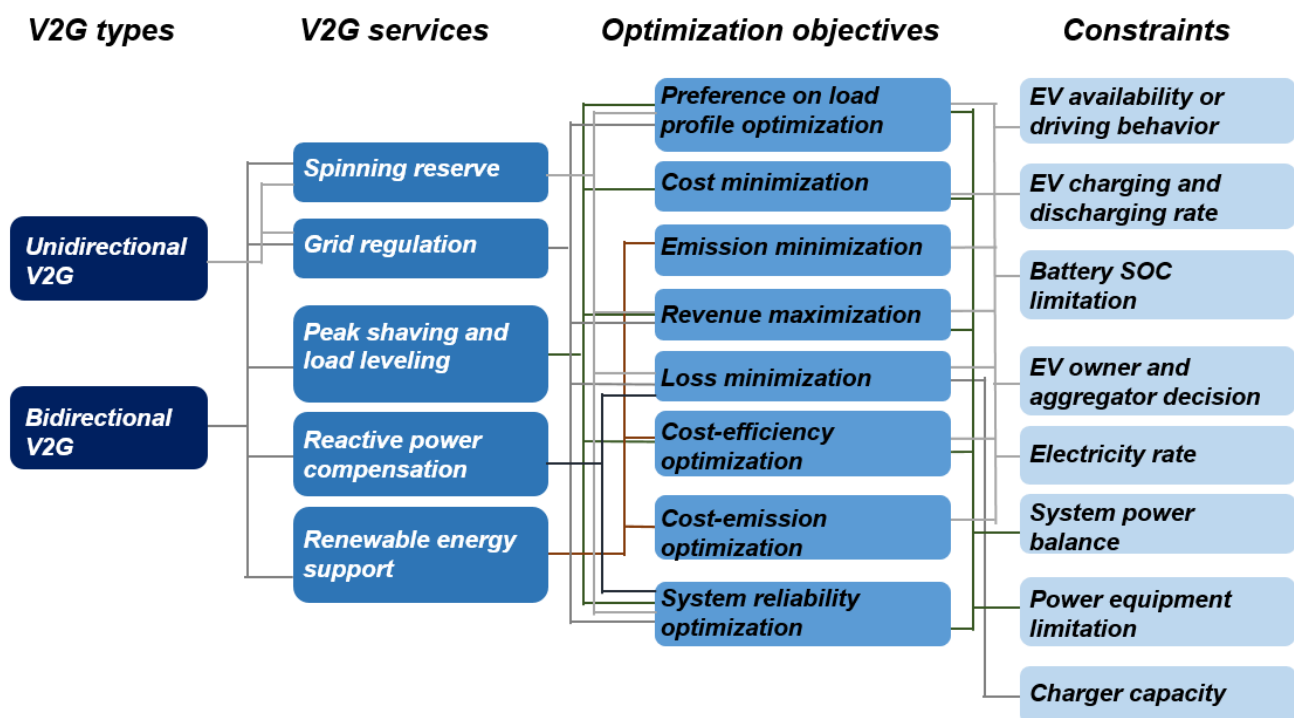 V2G types
V2G services
Optimization objectives
Constraints
Unidirectional
V2G
Bidirectional
V2G
Spinning reserve
Grid regulation
Peak shaving and
load leveling
Reactive power
compensation
Renewable energy
support
Preference on load
profile optimization
Cost minimization
Emission minimization
Revenue maximization
Loss minimization
Cost-efficiency
optimization
Cost-emission
optimization
System reliability
optimization
EV availability or
driving behavior
EV charging and
discharging rate
Battery SOC
limitation
EV owner and
aggregator decision
Electricity rate
System power
balance
Power equipment
limitation
Charger capacity